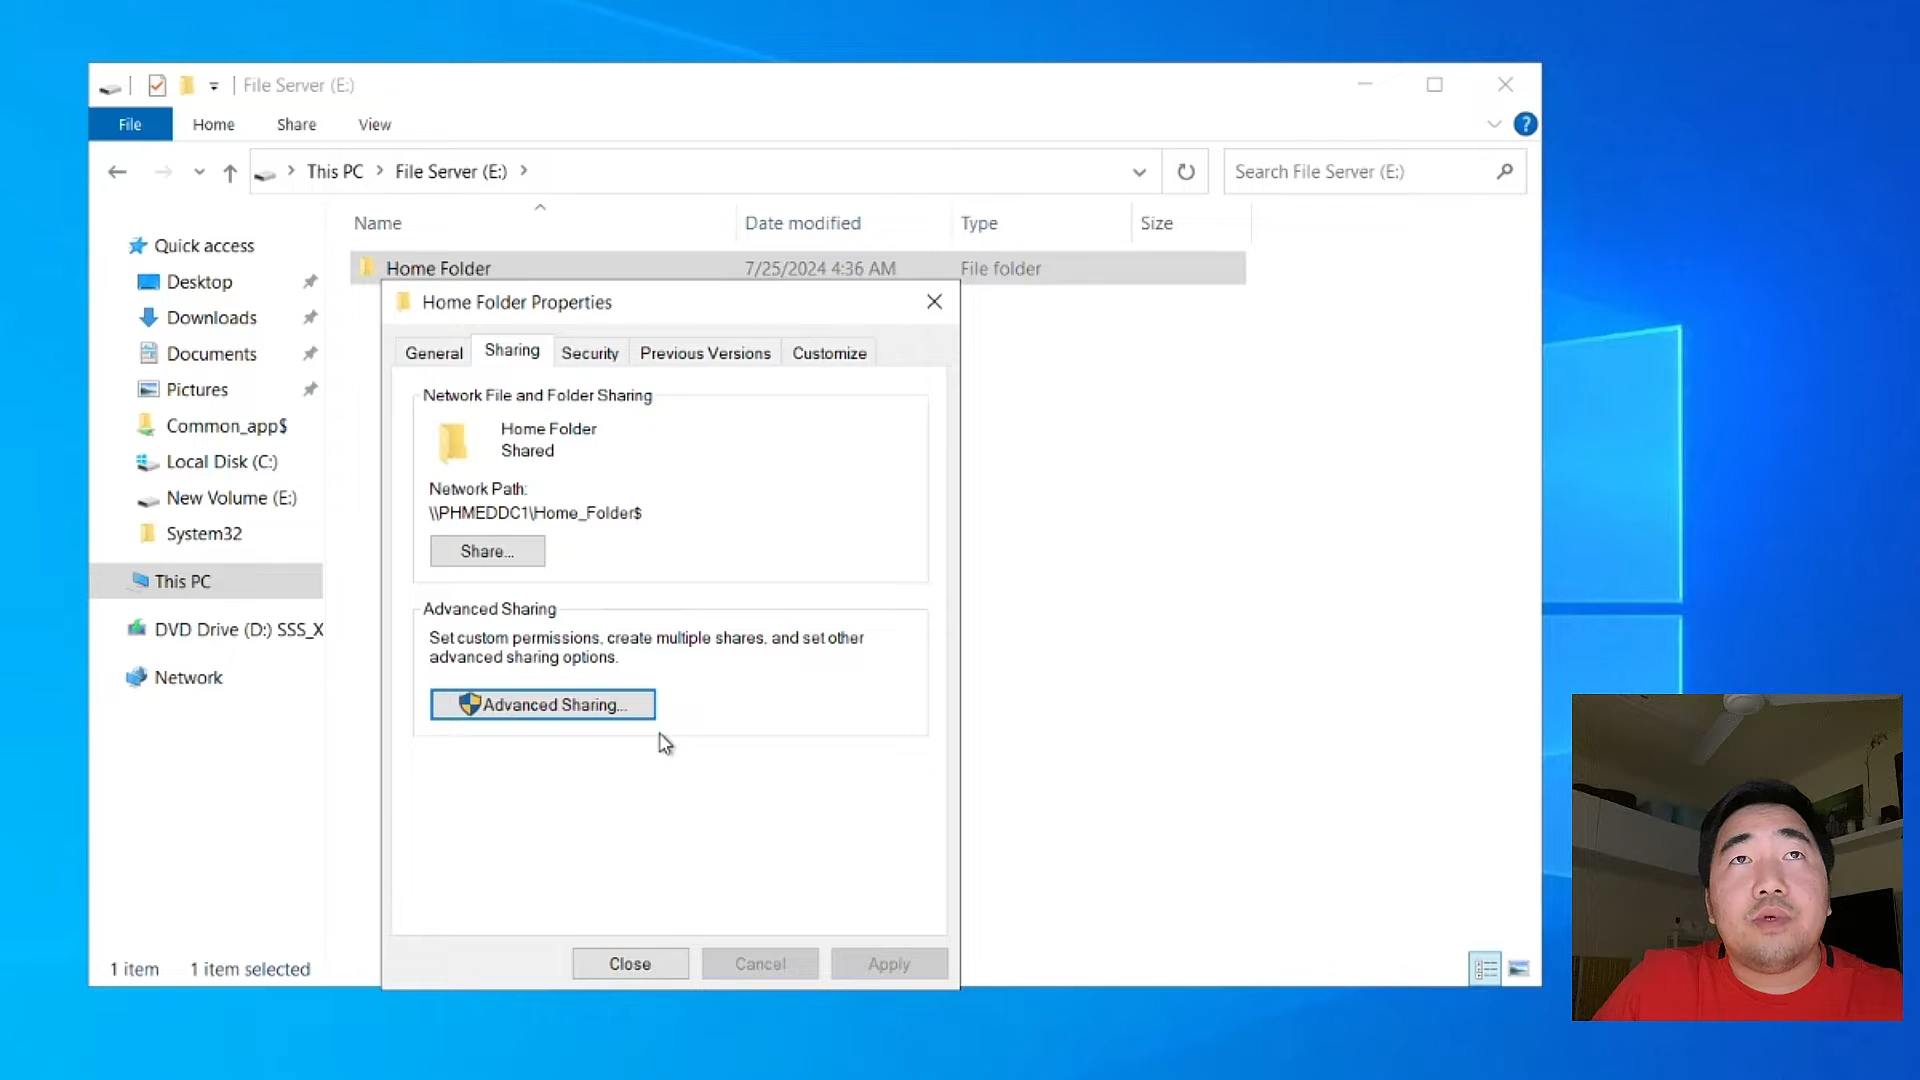 File Server (E:)
File Home Share View
?
This PC File Server (E:)
Search File Server (E:)
Name Date modified Type Size
Home Folder 7/25/2024 4:36 AM File folder
Quick access
Desktop
Downloads
Documents
Pictures
Common_app$
Local Disk (C:)
New Volume (E:)
System32
This PC
DVD Drive (D:) SSS_X
Network
Home Folder Properties
General Sharing Security Previous Versions Customize
Network File and Folder Sharing
Home Folder
Shared
Network Path:
\\PHMEDDC1\Home_Folder$
Share...
Advanced Sharing
Set custom permissions, create multiple shares, and set other
advanced sharing options.
Advanced Sharing...
Close Cancel Apply
1 item 1 item selected